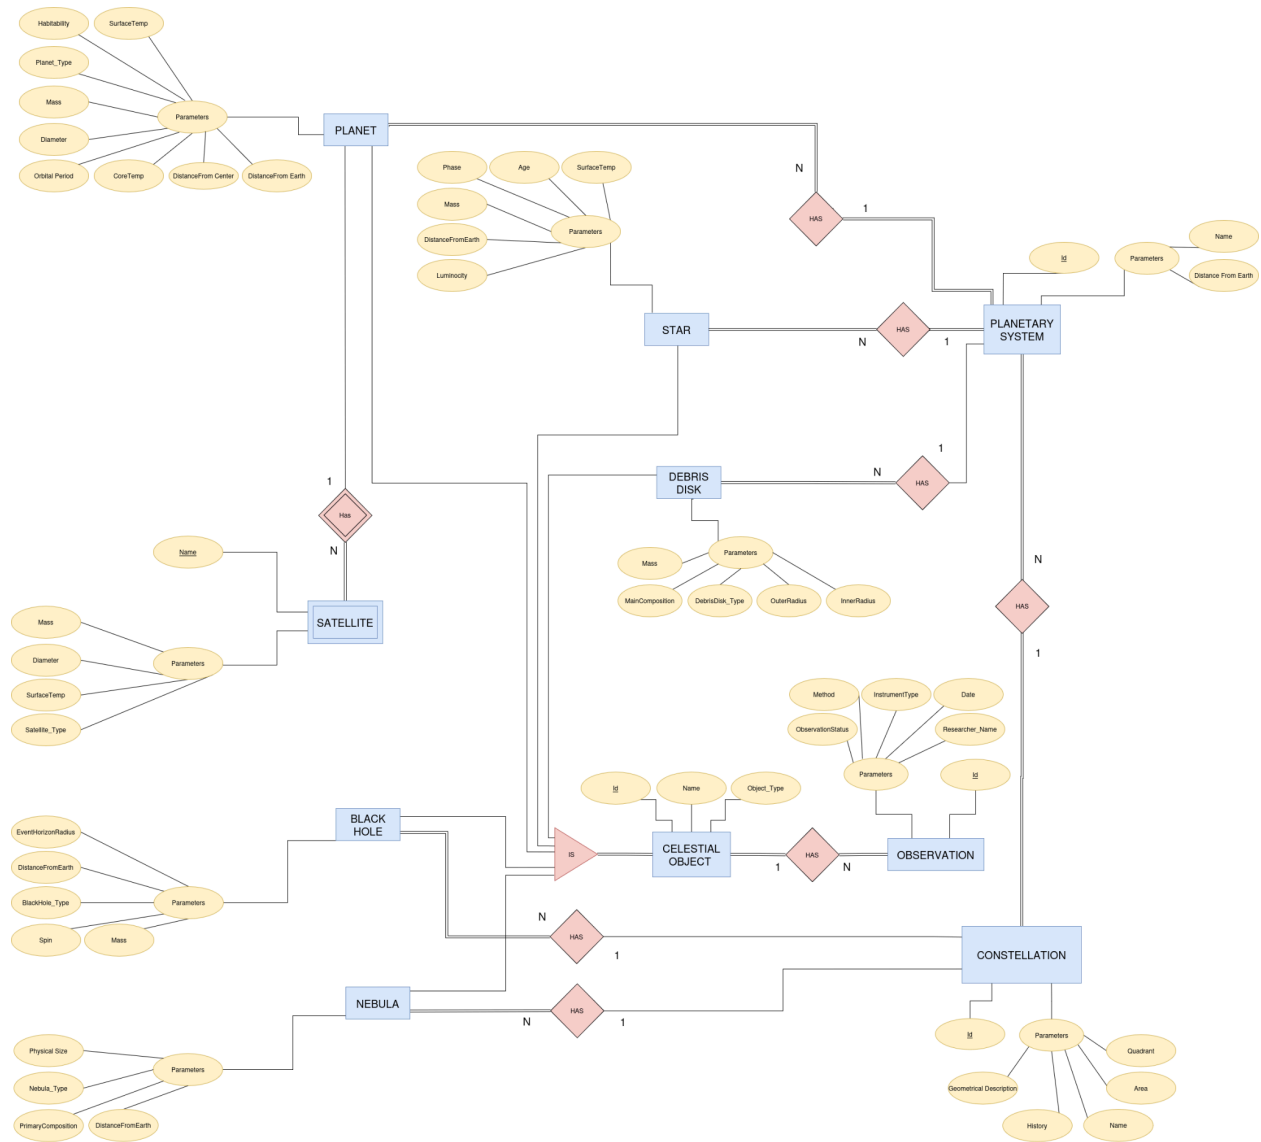 Habitability
SurfaceTemp
Planet_Type
Mass
Parameters
Diameter
Orbital Period
CoreTemp
DistanceFrom Center
DistanceFrom Earth
PLANET
N
HAS
1
Phase
Age
SurfaceTemp
Mass
Parameters
DistanceFromEarth
Luminocity
Id
Parameters
Name
Distance From Earth
STAR
N
HAS
1
PLANETARY
SYSTEM
DEBRIS
DISK
N
HAS
1
Parameters
Mass
MainComposition
DebrisDisk_Type
OuterRadius
InnerRadius
1
Has
N
Name
SATELLITE
Mass
Diameter
Parameters
SurfaceTemp
Satellite_Type
N
HAS
1
Method
InstrumentType
Date
ObservationStatus
Researcher_Name
Parameters
Id
Id
Name
Object_Type
BLACK
HOLE
IS
CELESTIAL
OBJECT
1
HAS
N
OBSERVATION
EventHorizonRadius
DistanceFromEarth
BlackHole_Type
Parameters
Spin
Mass
N
HAS
1
CONSTELLATION
NEBULA
N
HAS
1
Id
Parameters
Quadrant
Geometrical Description
Area
History
Name
Physical Size
Parameters
Nebula_Type
PrimaryComposition
DistanceFromEarth